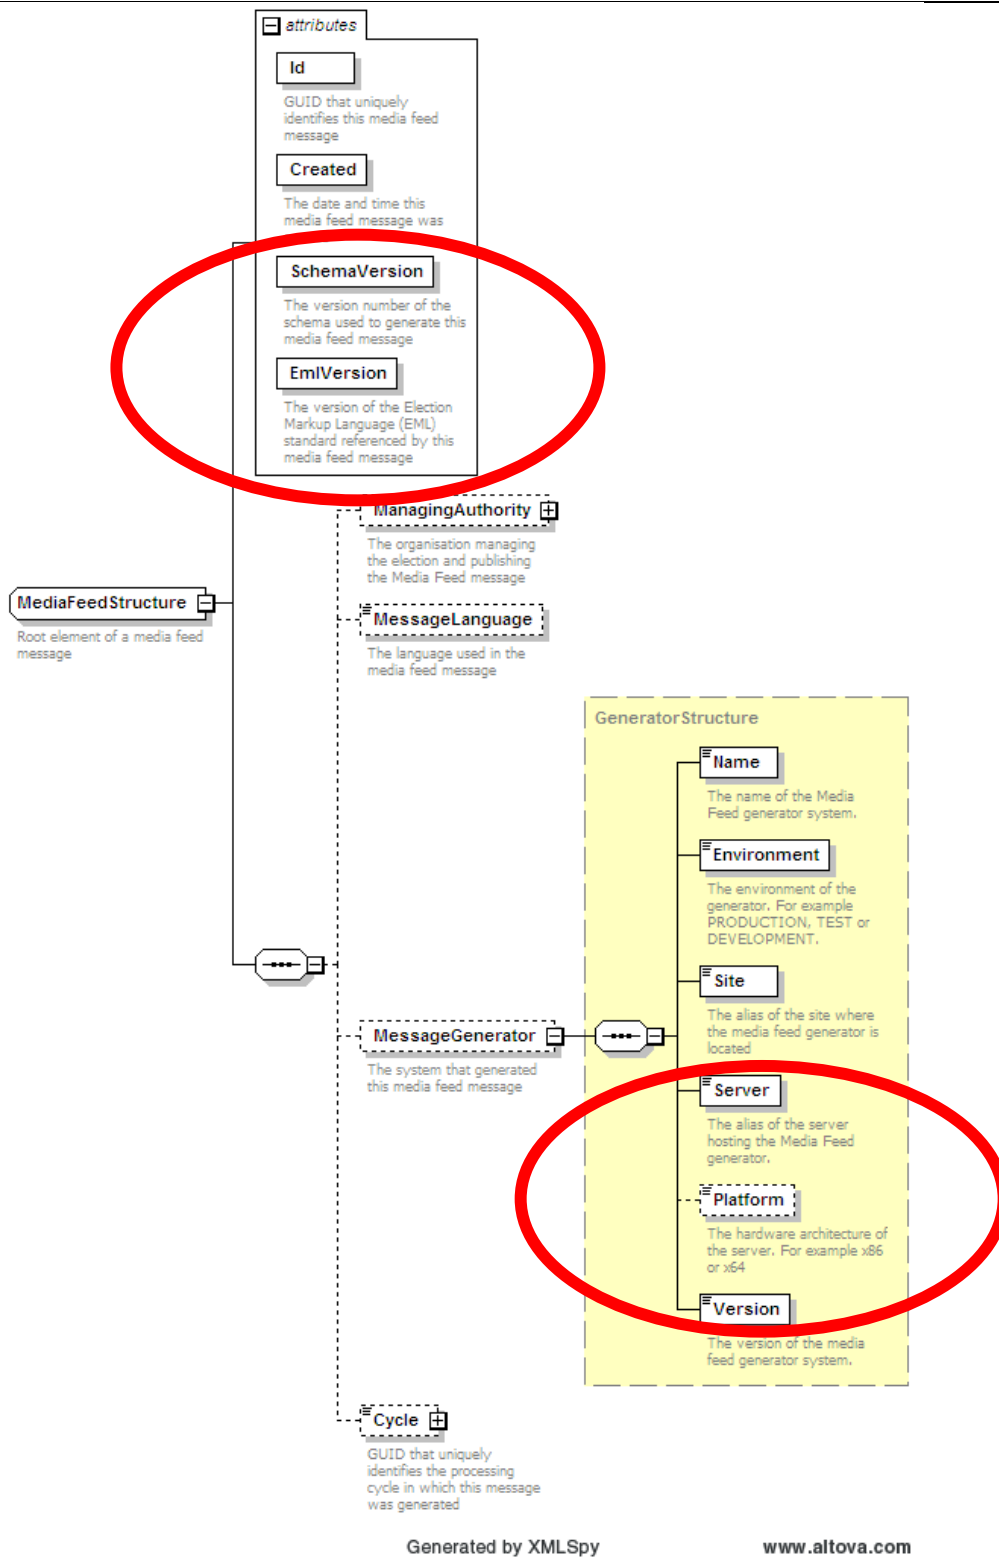 attributes
Id
GUID that uniquely
identifies this media feed
message
Created
The date and time this
media feed message was
SchemaVersion
The version number of the
schema used to generate this
media feed message
EmlVersion
The version of the Election
Markup Language (EML)
standard referenced by this
media feed message
ManagingAuthority
The organisation managing
the election and publishing
the Media Feed message
MediaFeedStructure
Root element of a media feed
message
MessageLanguage
The language used in the
media feed message
GeneratorStructure
Name
The name of the Media
Feed generator system.
Environment
The environment of the
generator. For example
PRODUCTION, TEST or
DEVELOPMENT.
Site
The alias of the site where
the media feed generator is
located
MessageGenerator
The system that generated
this media feed message
Server
The alias of the server
hosting the Media Feed
generator.
Platform
The hardware architecture of
the server. For example x86
or x64
Version
The version of the media
feed generator system.
Cycle
GUID that uniquely
identifies the processing
cycle in which this message
was generated
Generated by XMLSpy www.altova.com